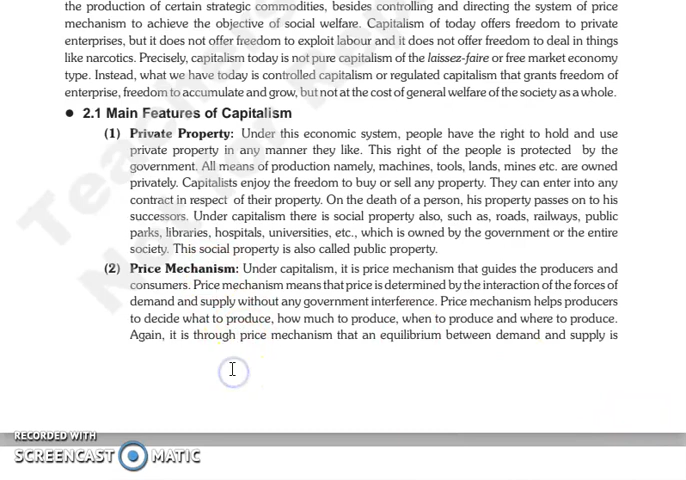 the production of certain strategic commodities, besides controlling and directing the system of price
mechanism to achieve the objective of social welfare. Capitalism of today offers freedom to private
enterprises, but it does not offer freedom to exploit labour and it does not offer freedom to deal in things
like narcotics. Precisely, capitalism today is not pure capitalism of the laissez-faire or free market economy
type. Instead, what we have today is controlled capitalism or regulated capitalism that grants freedom of
enterprise, freedom to accumulate and grow, but not at the cost of general welfare of the society as a whole.
• 2.1 Main Features of Capitalism
(1) Private Property: Under this economic system, people have the right to hold and use
private property in any manner they like. This right of the people is protected by the
government. All means of production namely, machines, tools, lands, mines etc. are owned
privately. Capitalists enjoy the freedom to buy or sell any property. They can enter into any
contract in respect of their property. On the death of a person, his property passes on to his
successors. Under capitalism there is social property also, such as, roads, railways, public
parks, libraries, hospitals, universities, etc., which is owned by the government or the entire
society. This social property is also called public property.
(2) Price Mechanism: Under capitalism, it is price mechanism that guides the producers and
consumers. Price mechanism means that price is determined by the interaction of the forces of
demand and supply without any government interference. Price mechanism helps producers
to decide what to produce, how much to produce, when to produce and where to produce.
Again, it is through price mechanism that an equilibrium between demand and supply is
RECORDED WITH
SCREENCAST MATIC